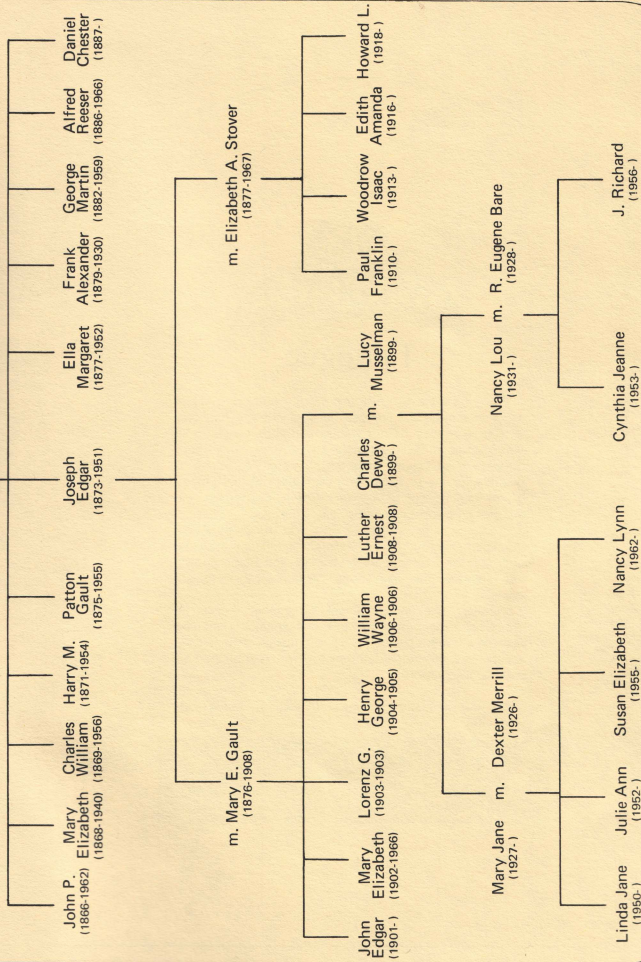 John P.
(1866-1962)
Mary
Elizabeth
(1868-1940)
Charles
William
(1869-1956)
Harry M.
(1871-1954)
Patton
Gault
(1875-1955)
Joseph
Edgar
(1873-1951)
Ella
Margaret
(1877-1952)
Frank
Alexander
(1879-1930)
George
Martin
(1882-1959)
Alfred
Reeser
(1886-1966)
Daniel
Chester
(1887- )
m. Mary E. Gault
(1876-1908)
m. Elizabeth A. Stover
(1877-1967)
John
Edgar
(1901- )
Mary
Elizabeth
(1902-1966)
Lorenz G.
(1903-1903)
Henry
George
(1904-1905)
William
Wayne
(1906-1906)
Luther
Ernest
(1908-1908)
Charles
Dewey
(1899- )
m.
Lucy
Musselman
(1899- )
Paul
Franklin
(1910- )
Woodrow
Isaac
(1913- )
Edith
Amanda
(1916- )
Howard L.
(1918- )
Mary Jane m. Dexter Merrill
(1927- )
(1926- )
Nancy Lou m. R. Eugene Bare
(1931- )
(1928- )
Linda Jane
(1950- )
Julie Ann
(1952- )
Susan Elizabeth
(1955- )
Nancy Lynn
(1962- )
Cynthia Jeanne
(1953- )
J. Richard
(1956- )